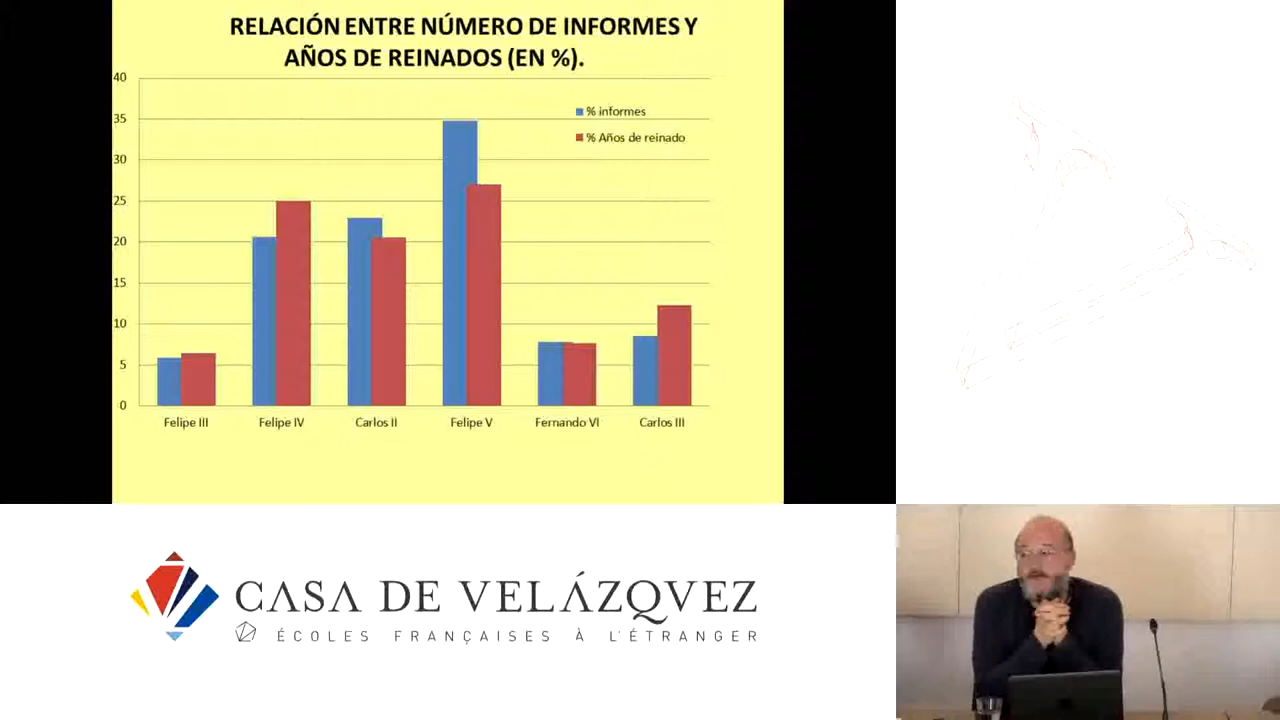 RELACIÓN ENTRE NÚMERO DE INFORMES Y
AÑOS DE REINADOS (EN %).
40
35
30
25
20
15
10
5
0
% informes
% Años de reinado
Felipe III
Felipe IV
Carlos II
Felipe V
Fernando VI
Carlos III
CASA DE VELÁZQVEZ
ÉCOLES FRANÇAISES À L'ÉTRANGER